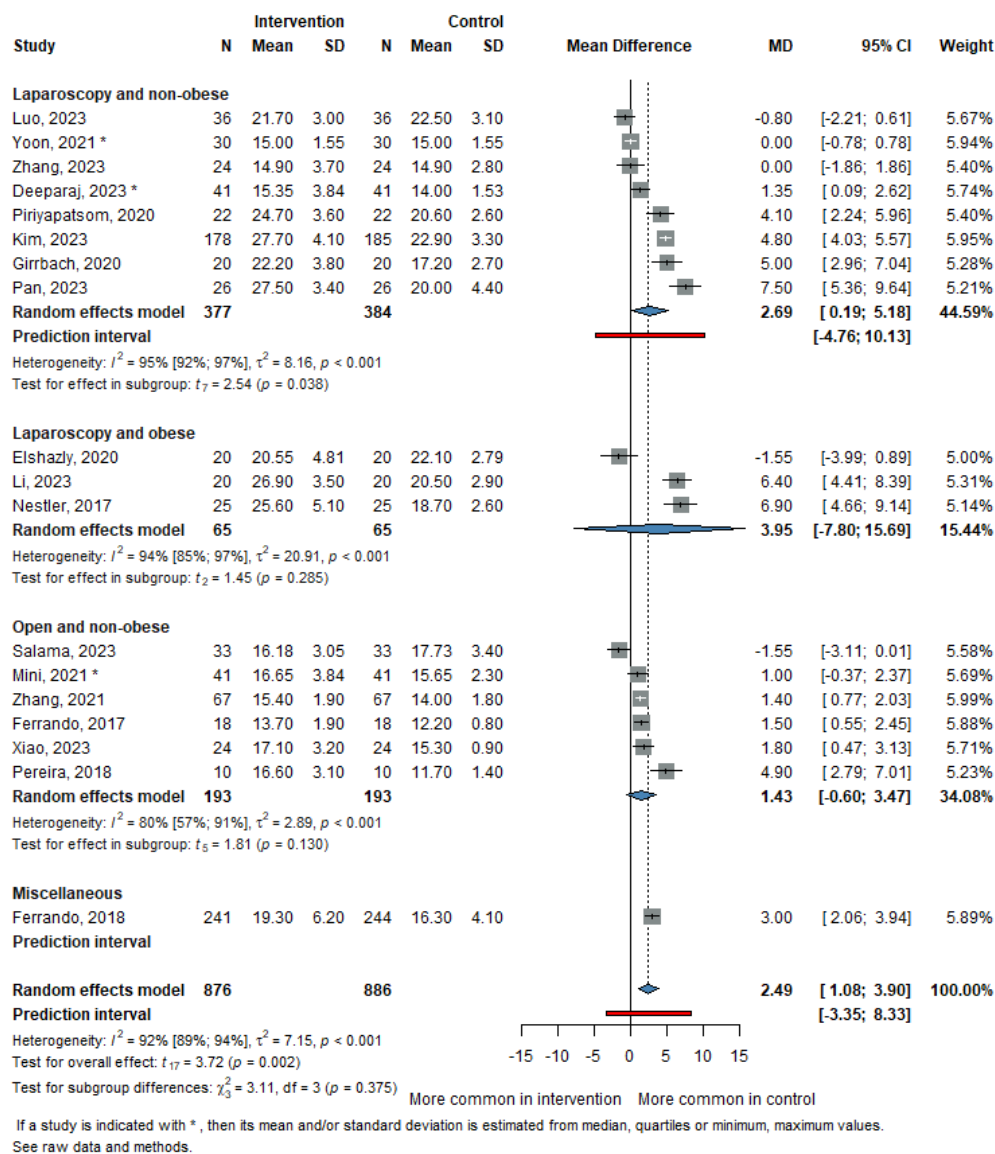 Intervention Control
Study N Mean SD N Mean SD Mean Difference MD 95% CI Weight
Laparoscopy and non-obese
Luo, 2023 36 21.70 3.00 36 22.50 3.10 -0.80 [-2.21; 0.61] 5.67%
Yoon, 2021 * 30 15.00 1.55 30 15.00 1.55 0.00 [-0.78; 0.78] 5.94%
Zhang, 2023 24 14.90 3.70 24 14.90 2.80 0.00 [-1.86; 1.86] 5.40%
Deeparaj, 2023 * 41 15.35 3.84 41 14.00 1.53 1.35 [ 0.09; 2.62] 5.74%
Piriyapatsom, 2020 22 24.70 3.60 22 20.60 2.60 4.10 [ 2.24; 5.96] 5.40%
Kim, 2023 178 27.70 4.10 185 22.90 3.30 4.80 [ 4.03; 5.57] 5.95%
Girrbach, 2020 20 22.20 3.80 20 17.20 2.70 5.00 [ 2.96; 7.04] 5.28%
Pan, 2023 26 27.50 3.40 26 20.00 4.40 7.50 [ 5.36; 9.64] 5.21%
Random effects model 377 384 2.69 [ 0.19; 5.18] 44.59%
Prediction interval [-4.76; 10.13]
Heterogeneity: I² = 95% [92%; 97%], τ² = 8.16, p < 0.001
Test for effect in subgroup: t₇ = 2.54 (p = 0.038)
Laparoscopy and obese
Elshazly, 2020 20 20.55 4.81 20 22.10 2.79 -1.55 [-3.99; 0.89] 5.00%
Li, 2023 20 26.90 3.50 20 20.50 2.90 6.40 [ 4.41; 8.39] 5.31%
Nestler, 2017 25 25.60 5.10 25 18.70 2.60 6.90 [ 4.66; 9.14] 5.14%
Random effects model 65 65 3.95 [-7.80; 15.69] 15.44%
Heterogeneity: I² = 94% [85%; 97%], τ² = 20.91, p < 0.001
Test for effect in subgroup: t₂ = 1.45 (p = 0.285)
Open and non-obese
Salama, 2023 33 16.18 3.05 33 17.73 3.40 -1.55 [-3.11; 0.01] 5.58%
Mini, 2021 * 41 16.65 3.84 41 15.65 2.30 1.00 [-0.37; 2.37] 5.69%
Zhang, 2021 67 15.40 1.90 67 14.00 1.80 1.40 [ 0.77; 2.03] 5.99%
Ferrando, 2017 18 13.70 1.90 18 12.20 0.80 1.50 [ 0.55; 2.45] 5.88%
Xiao, 2023 24 17.10 3.20 24 15.30 0.90 1.80 [ 0.47; 3.13] 5.71%
Pereira, 2018 10 16.60 3.10 10 11.70 1.40 4.90 [ 2.79; 7.01] 5.23%
Random effects model 193 193 1.43 [-0.60; 3.47] 34.08%
Heterogeneity: I² = 80% [57%; 91%], τ² = 2.89, p < 0.001
Test for effect in subgroup: t₅ = 1.81 (p = 0.130)
Miscellaneous
Ferrando, 2018 241 19.30 6.20 244 16.30 4.10 3.00 [ 2.06; 3.94] 5.89%
Prediction interval
Random effects model 876 886 2.49 [ 1.08; 3.90] 100.00%
Prediction interval [-3.35; 8.33]
Heterogeneity: I² = 92% [89%; 94%], τ² = 7.15, p < 0.001
Test for overall effect: t₁₇ = 3.72 (p = 0.002)
-15 -10 -5 0 5 10 15
Test for subgroup differences: χ²₃ = 3.11, df = 3 (p = 0.375)
More common in intervention More common in control
If a study is indicated with * , then its mean and/or standard deviation is estimated from median, quartiles or minimum, maximum values.
See raw data and methods.